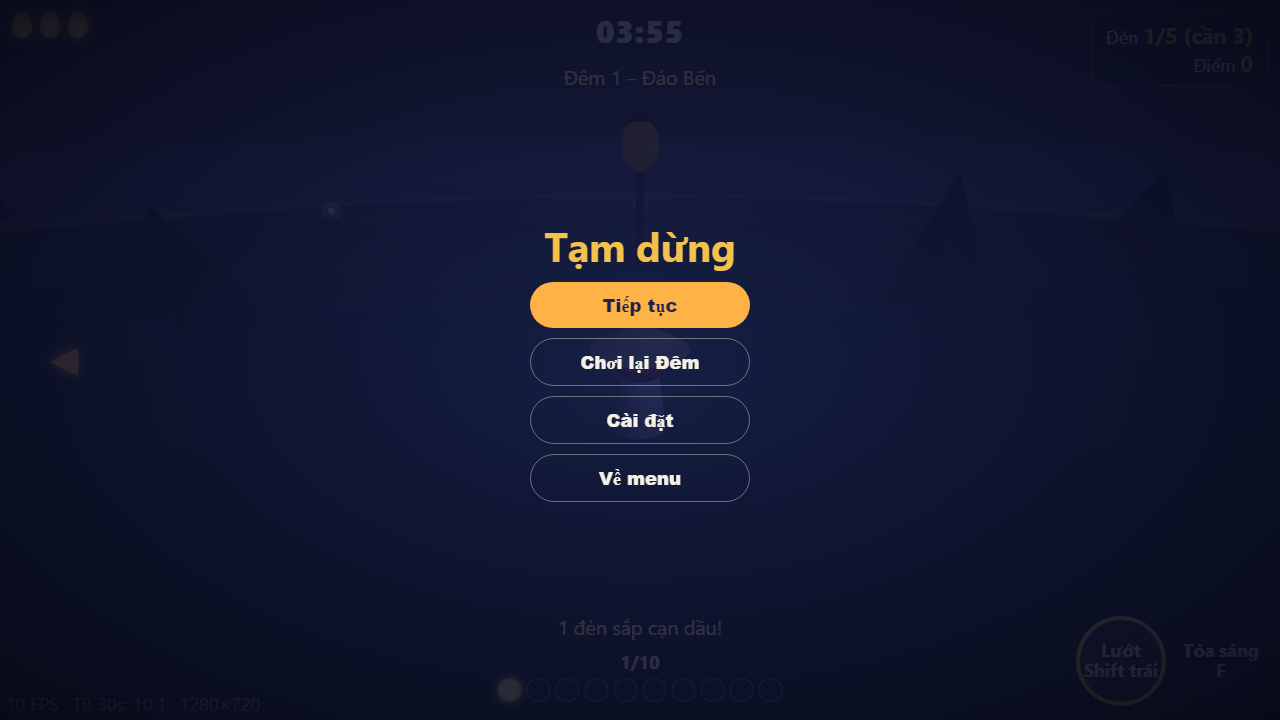 03:55
Đèn 1/5 (cần 3)
Điểm 0
Đêm 1 – Đảo Bến
Tạm dừng
Tiếp tục
Chơi lại Đêm
Cài đặt
Về menu
1 đèn sắp cạn dầu!
1/10
Lướt
Shift trái
Tỏa sáng
F
10 FPS · TB 30s: 10.1 · 1280×720